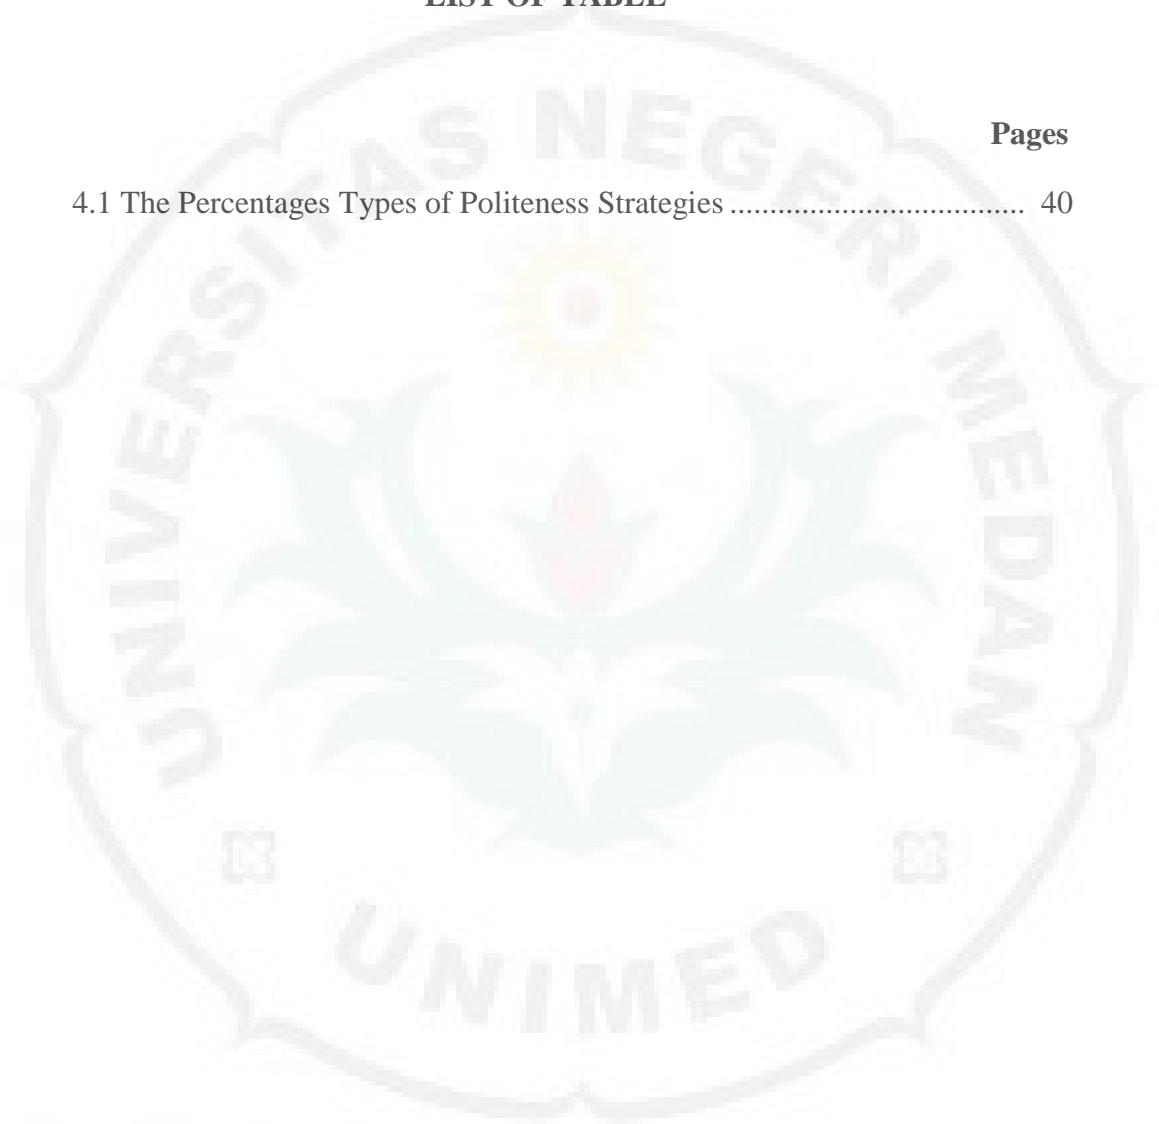 LIST OF TABLE
Pages
4.1 The Percentages Types of Politeness Strategies ..................................... 40
UNIVERSITAS NEGERI MEDAN
UNIMED